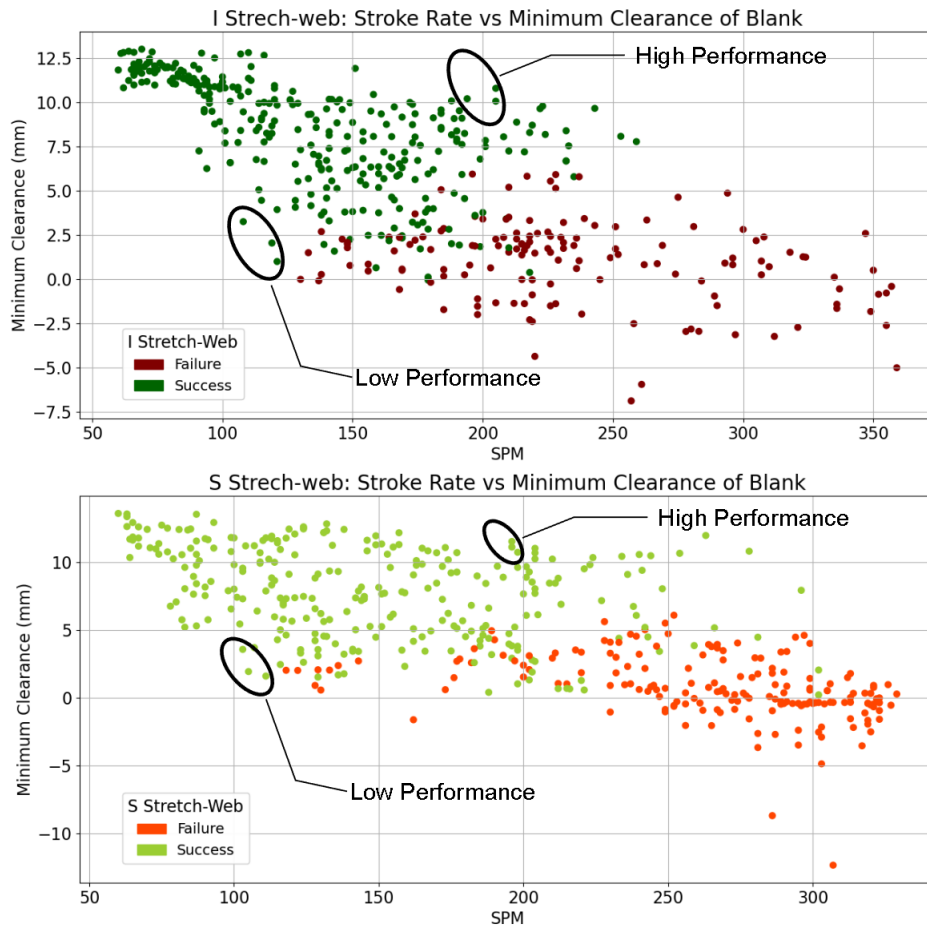 I Strech-web: Stroke Rate vs Minimum Clearance of Blank
High Performance
Low Performance
Minimum Clearance (mm)
12.5
10.0
7.5
5.0
2.5
0.0
−2.5
−5.0
−7.5
I Stretch-Web
Failure
Success
50 100 150 200 250 300 350
SPM
S Strech-web: Stroke Rate vs Minimum Clearance of Blank
High Performance
Low Performance
Minimum Clearance (mm)
10
5
0
−5
−10
S Stretch-Web
Failure
Success
50 100 150 200 250 300
SPM